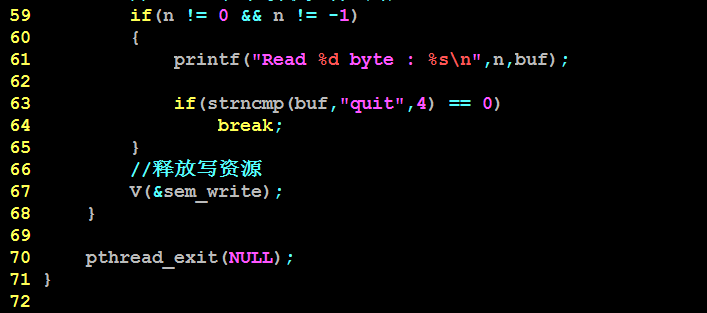 59 if(n != 0 && n != -1)
60 {
61 printf("Read %d byte : %s\n",n,buf);
62
63 if(strncmp(buf,"quit",4) == 0)
64 break;
65 }
66 //释放写资源
67 V(&sem_write);
68 }
69
70 pthread_exit(NULL);
71 }
72